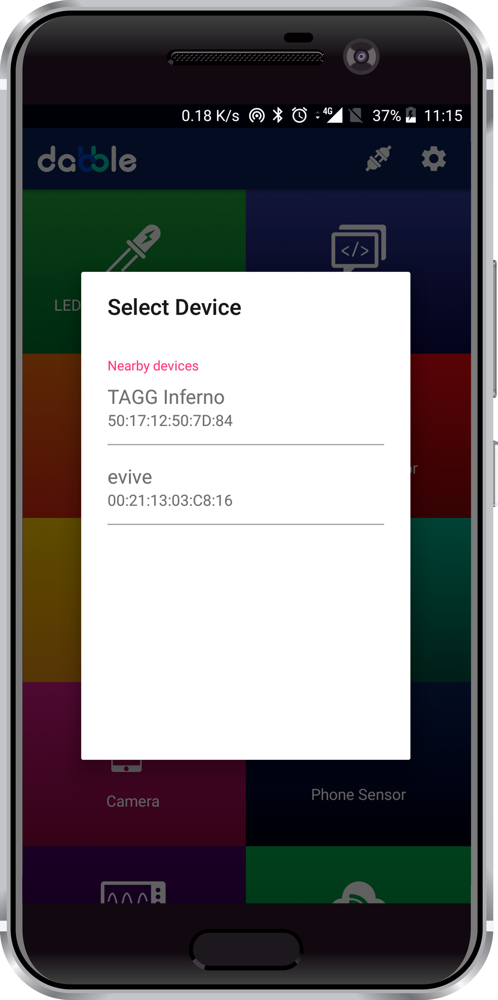 0.18 K/s 4G 37% 11:15
dabble
</>
LED
Select Device
Nearby devices
TAGG Inferno
50:17:12:50:7D:84
or
evive
00:21:13:03:C8:16
Camera
Phone Sensor